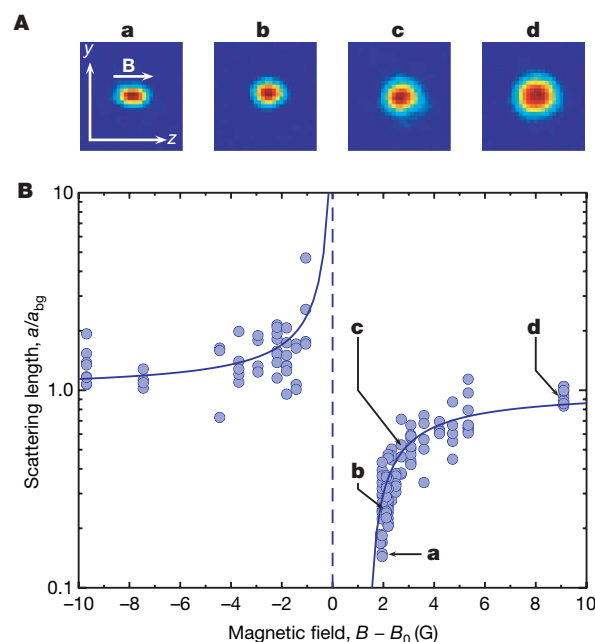 A
a b c d
y
B
z
B
10
1.0
0.1
Scattering length, a/abg
c
d
b
a
−10 −8 −6 −4 −2 0 2 4 6 8 10
Magnetic field, B − B0 (G)